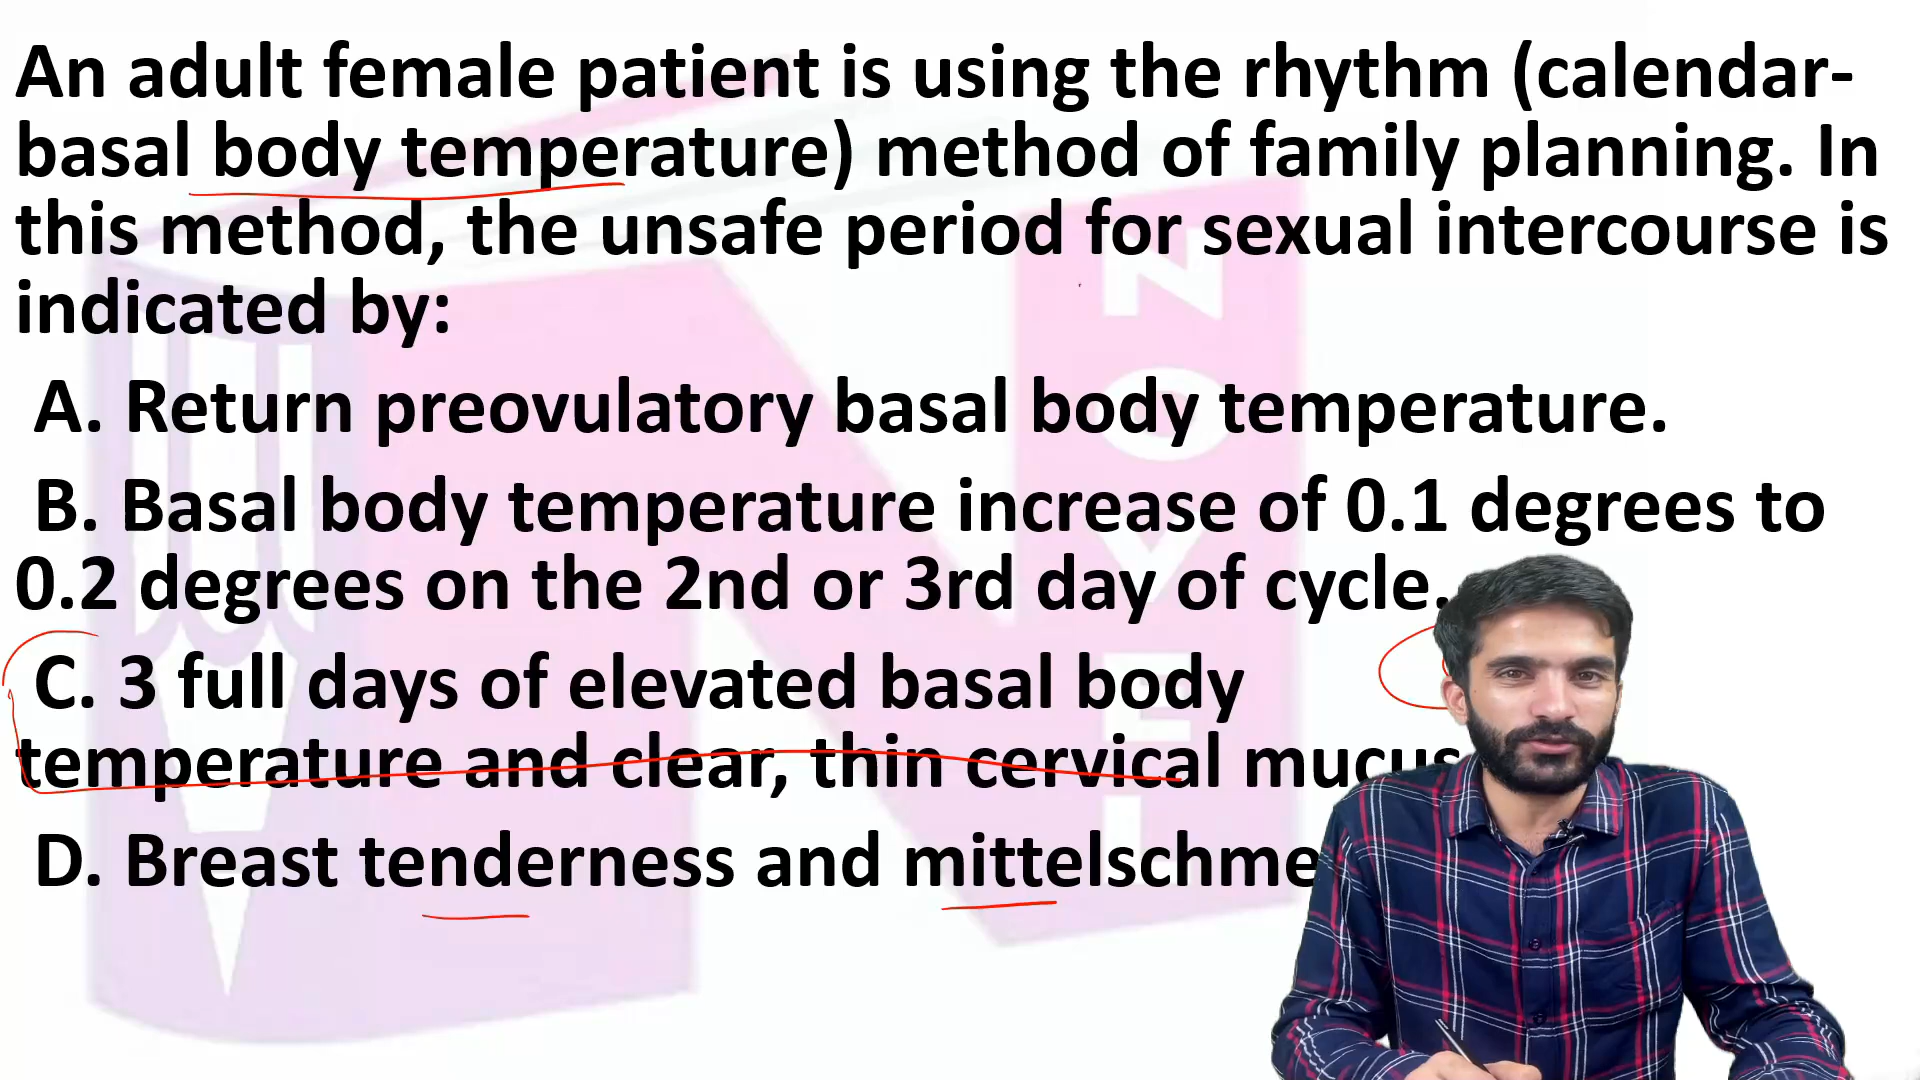 An adult female patient is using the rhythm (calendar-
basal body temperature) method of family planning. In
this method, the unsafe period for sexual intercourse is
indicated by:
A. Return preovulatory basal body temperature.
B. Basal body temperature increase of 0.1 degrees to
0.2 degrees on the 2nd or 3rd day of cycle.
C. 3 full days of elevated basal body
temperature and clear, thin cervical mucus
D. Breast tenderness and
NOVEL